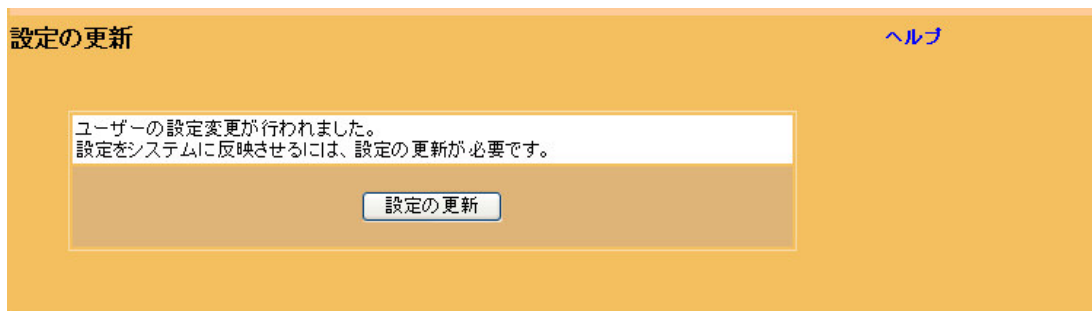 設定の更新
ヘルプ
ユーザーの設定変更が行われました。
設定をシステムに反映させるには、設定の更新が必要です。
設定の更新